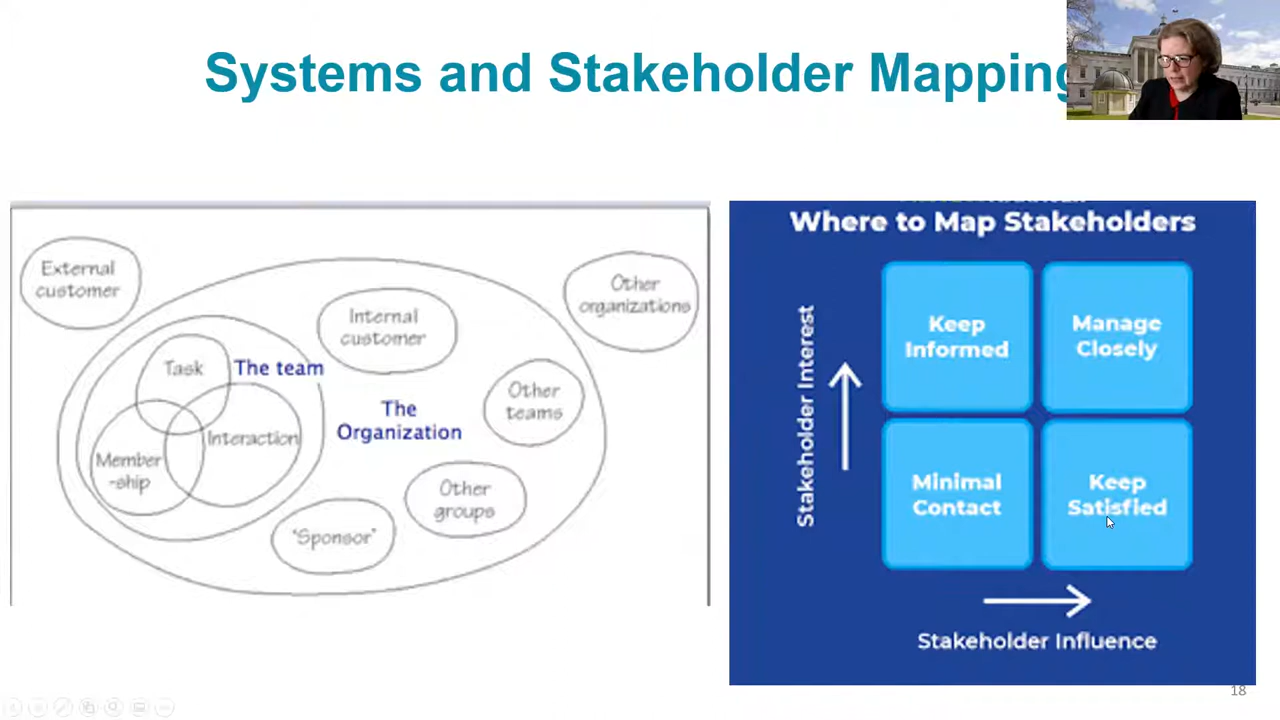 Systems and Stakeholder Mapping
External
customer
Other
organizations
Internal
customer
Task
The team
Other
teams
The
Organization
Interaction
Member
-ship
Other
groups
"Sponsor"
Where to Map Stakeholders
Stakeholder Interest
Keep
Informed
Manage
Closely
Minimal
Contact
Keep
Satisfied
Stakeholder Influence
18